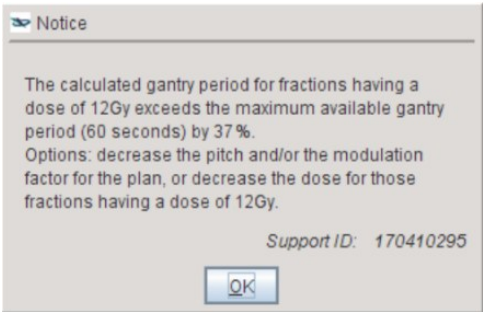 Notice
The calculated gantry period for fractions having a
dose of 12Gy exceeds the maximum available gantry
period (60 seconds) by 37%.
Options: decrease the pitch and/or the modulation
factor for the plan, or decrease the dose for those
fractions having a dose of 12Gy.
Support ID: 170410295
OK